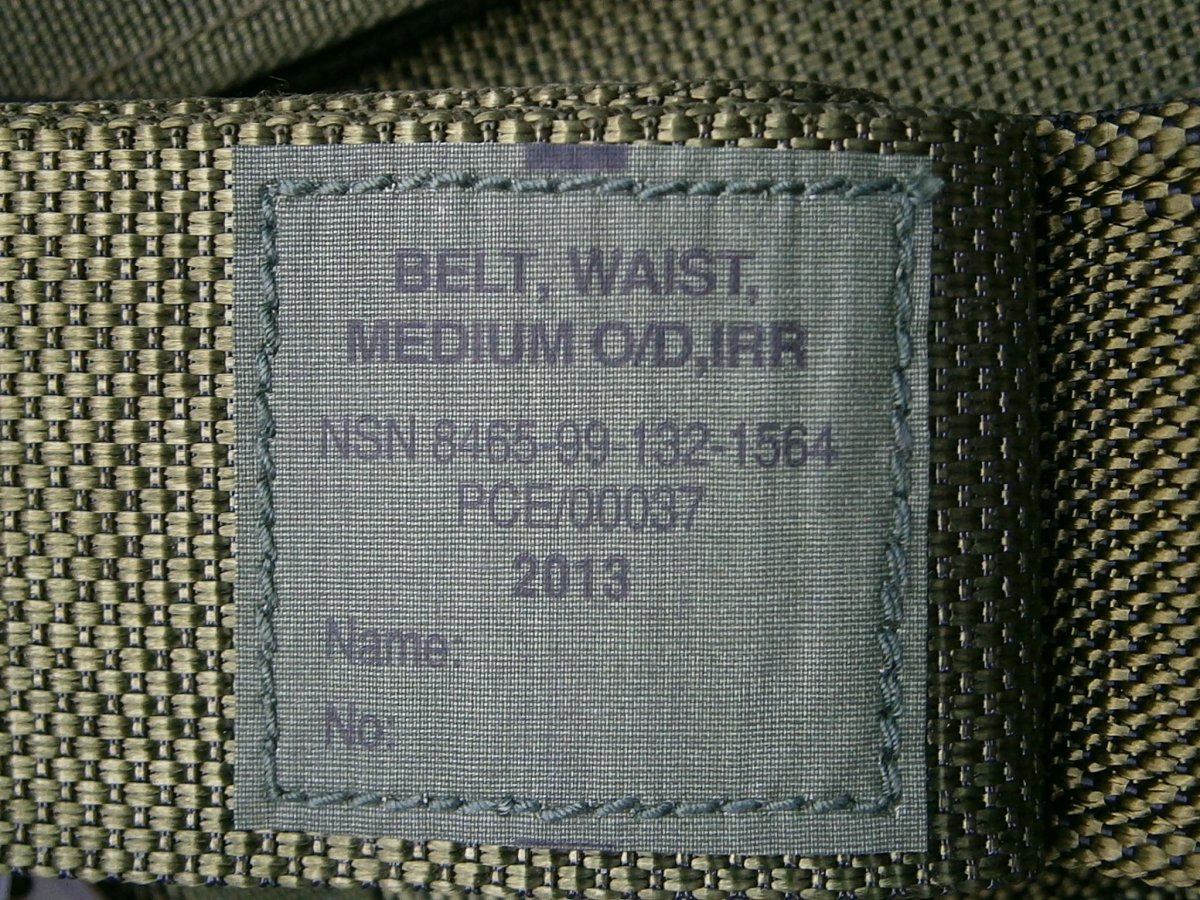 BELT, WAIST,
MEDIUM O/D,IRR
NSN 8465-99-132-1564
PCE/00037
2013
Name:
No: